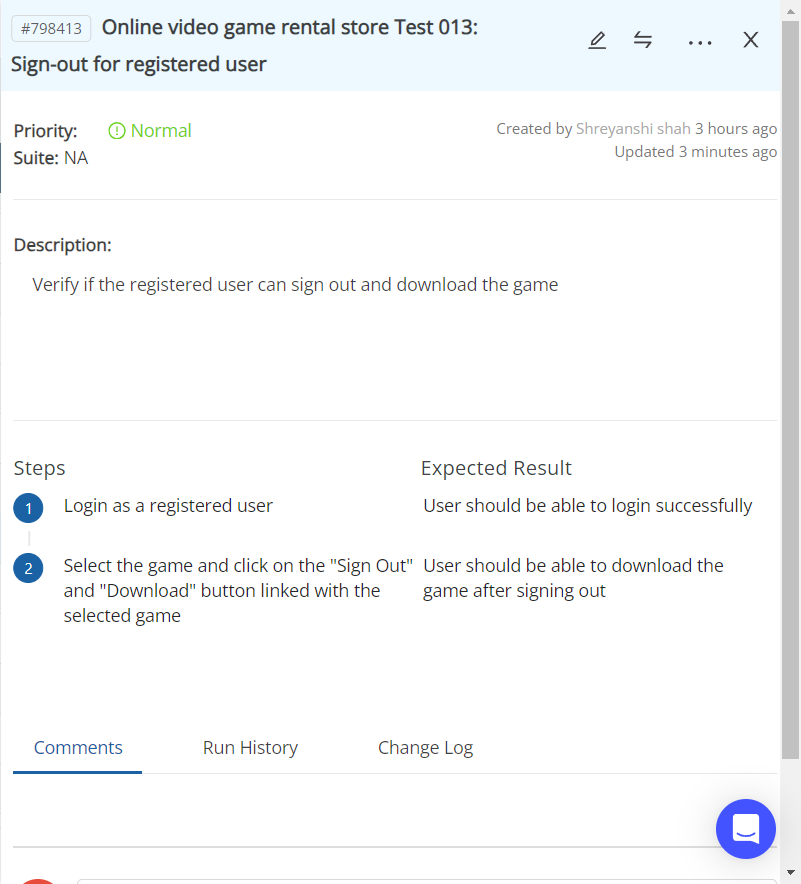 #798413 Online video game rental store Test 013:
Sign-out for registered user
Priority: Normal
Suite: NA
Created by Shreyanshi shah 3 hours ago
Updated 3 minutes ago
Description:
Verify if the registered user can sign out and download the game
Steps
Expected Result
1 Login as a registered user
User should be able to login successfully
2 Select the game and click on the "Sign Out"
and "Download" button linked with the
selected game
User should be able to download the
game after signing out
Comments Run History Change Log